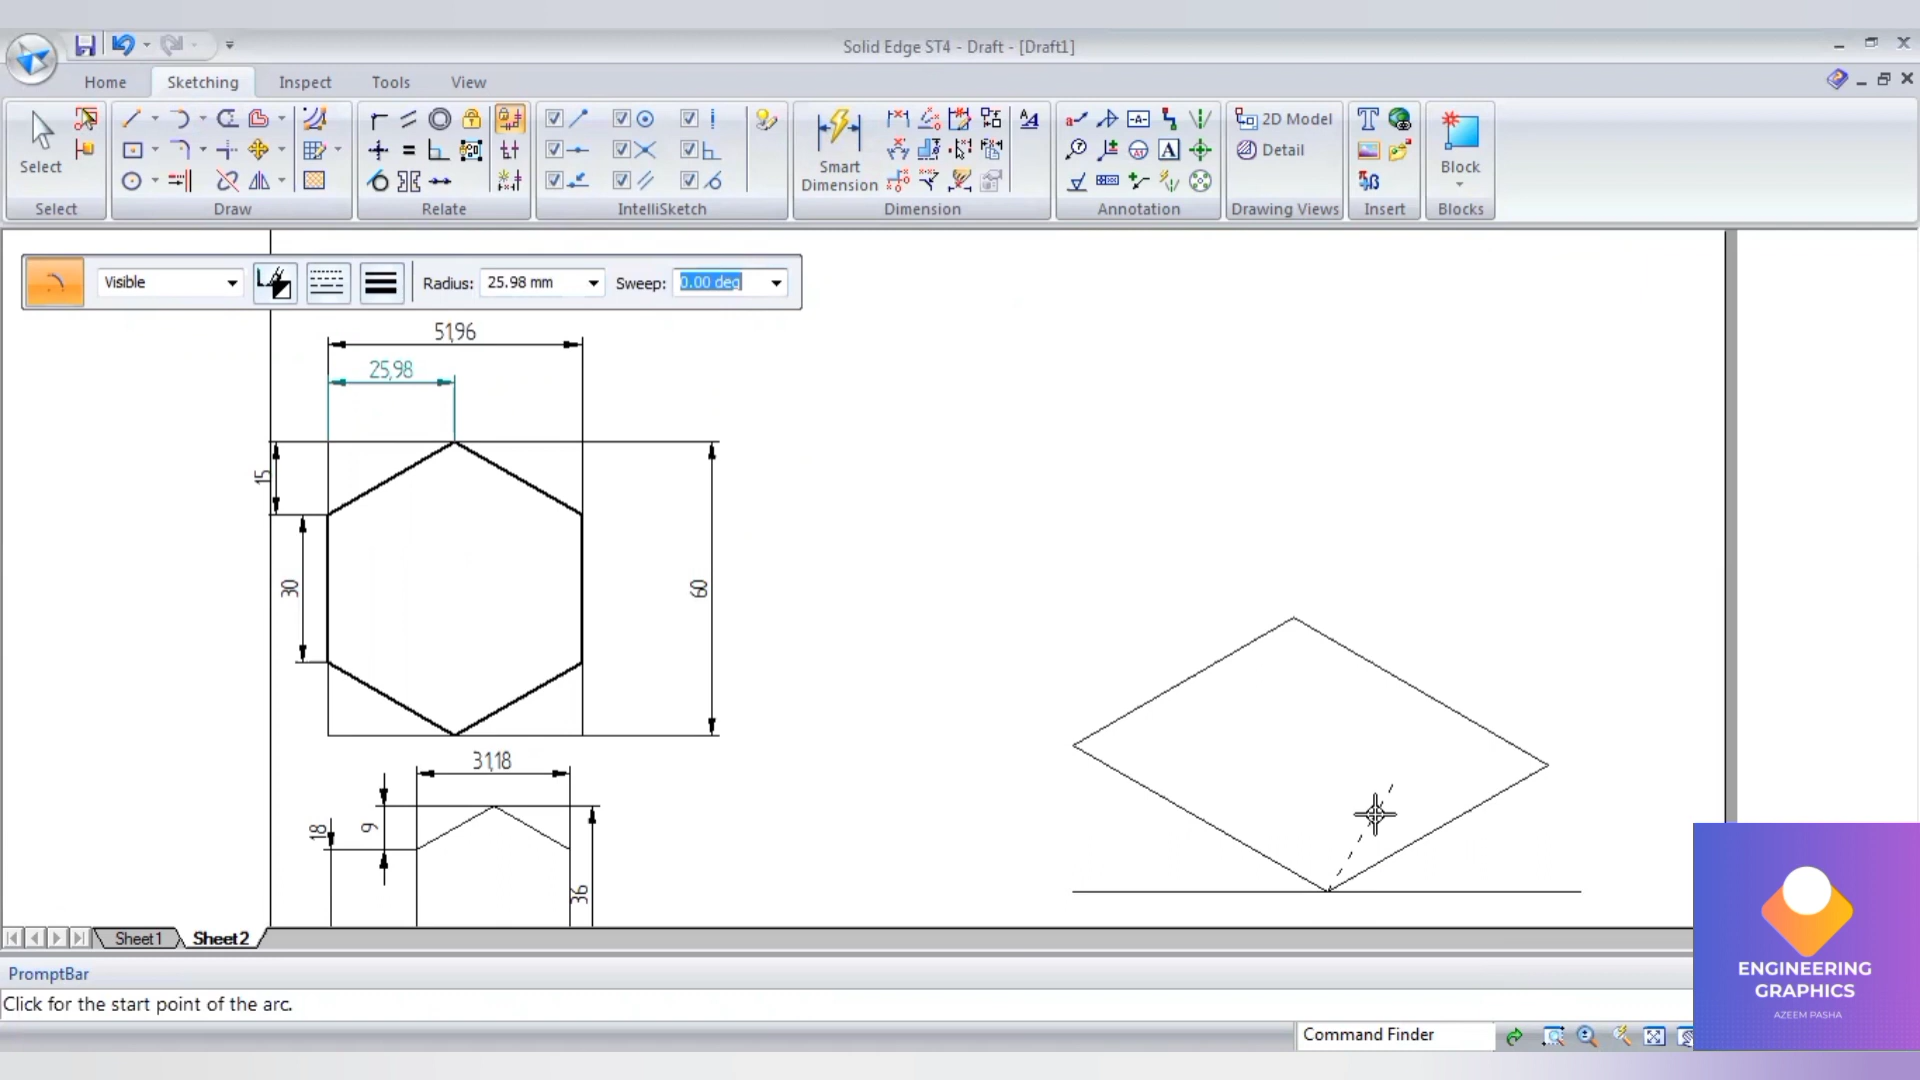 Solid Edge ST4 - Draft - [Draft1]
Home
Sketching
Inspect
Tools
View
Select
Smart
Dimension
2D Model
Detail
Block
Select
Draw
Relate
IntelliSketch
Dimension
Annotation
Drawing Views
Insert
Blocks
Visible
Radius:
25.98 mm
Sweep:
0.00 deg
51,96
25,98
15
30
60
31,18
18
9
36
Sheet1
Sheet2
PromptBar
Click for the start point of the arc.
Command Finder
ENGINEERING
GRAPHICS
AZEEM PASHA